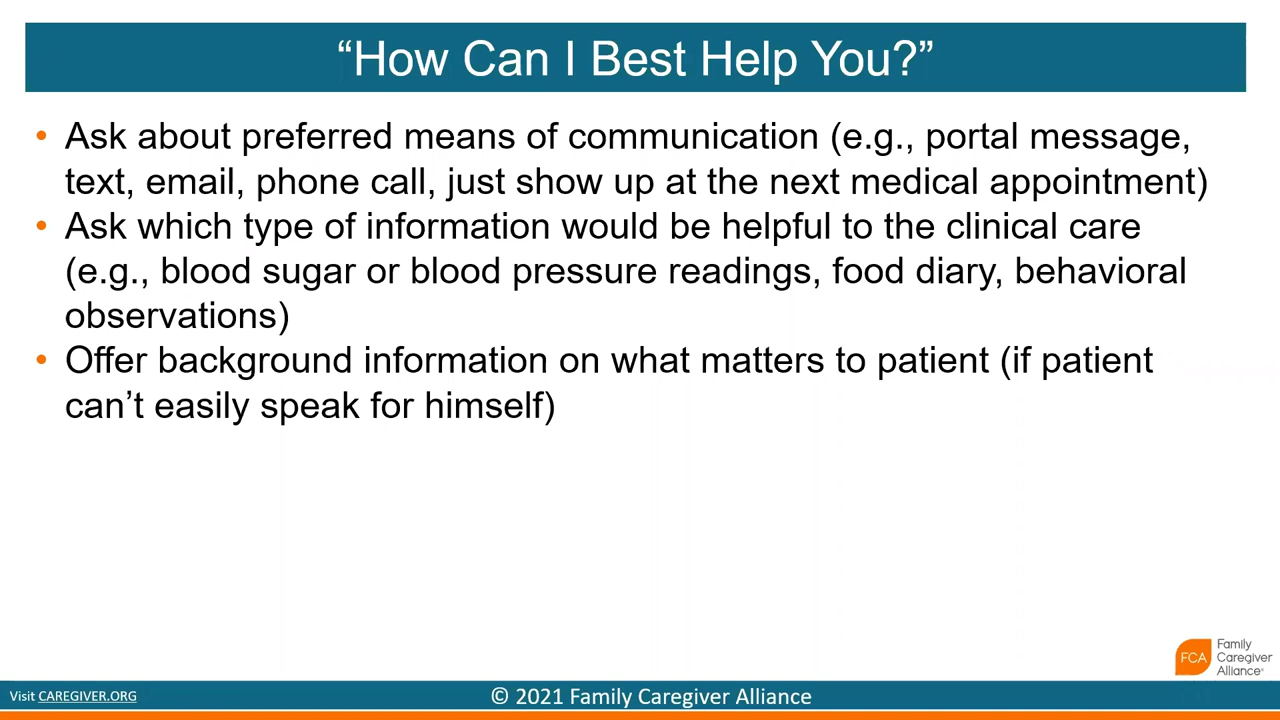 “How Can I Best Help You?”
• Ask about preferred means of communication (e.g., portal message,
text, email, phone call, just show up at the next medical appointment)
• Ask which type of information would be helpful to the clinical care
(e.g., blood sugar or blood pressure readings, food diary, behavioral
observations)
• Offer background information on what matters to patient (if patient
can’t easily speak for himself)
FCA
Family
Caregiver
Alliance®
Visit CAREGIVER.ORG
© 2021 Family Caregiver Alliance